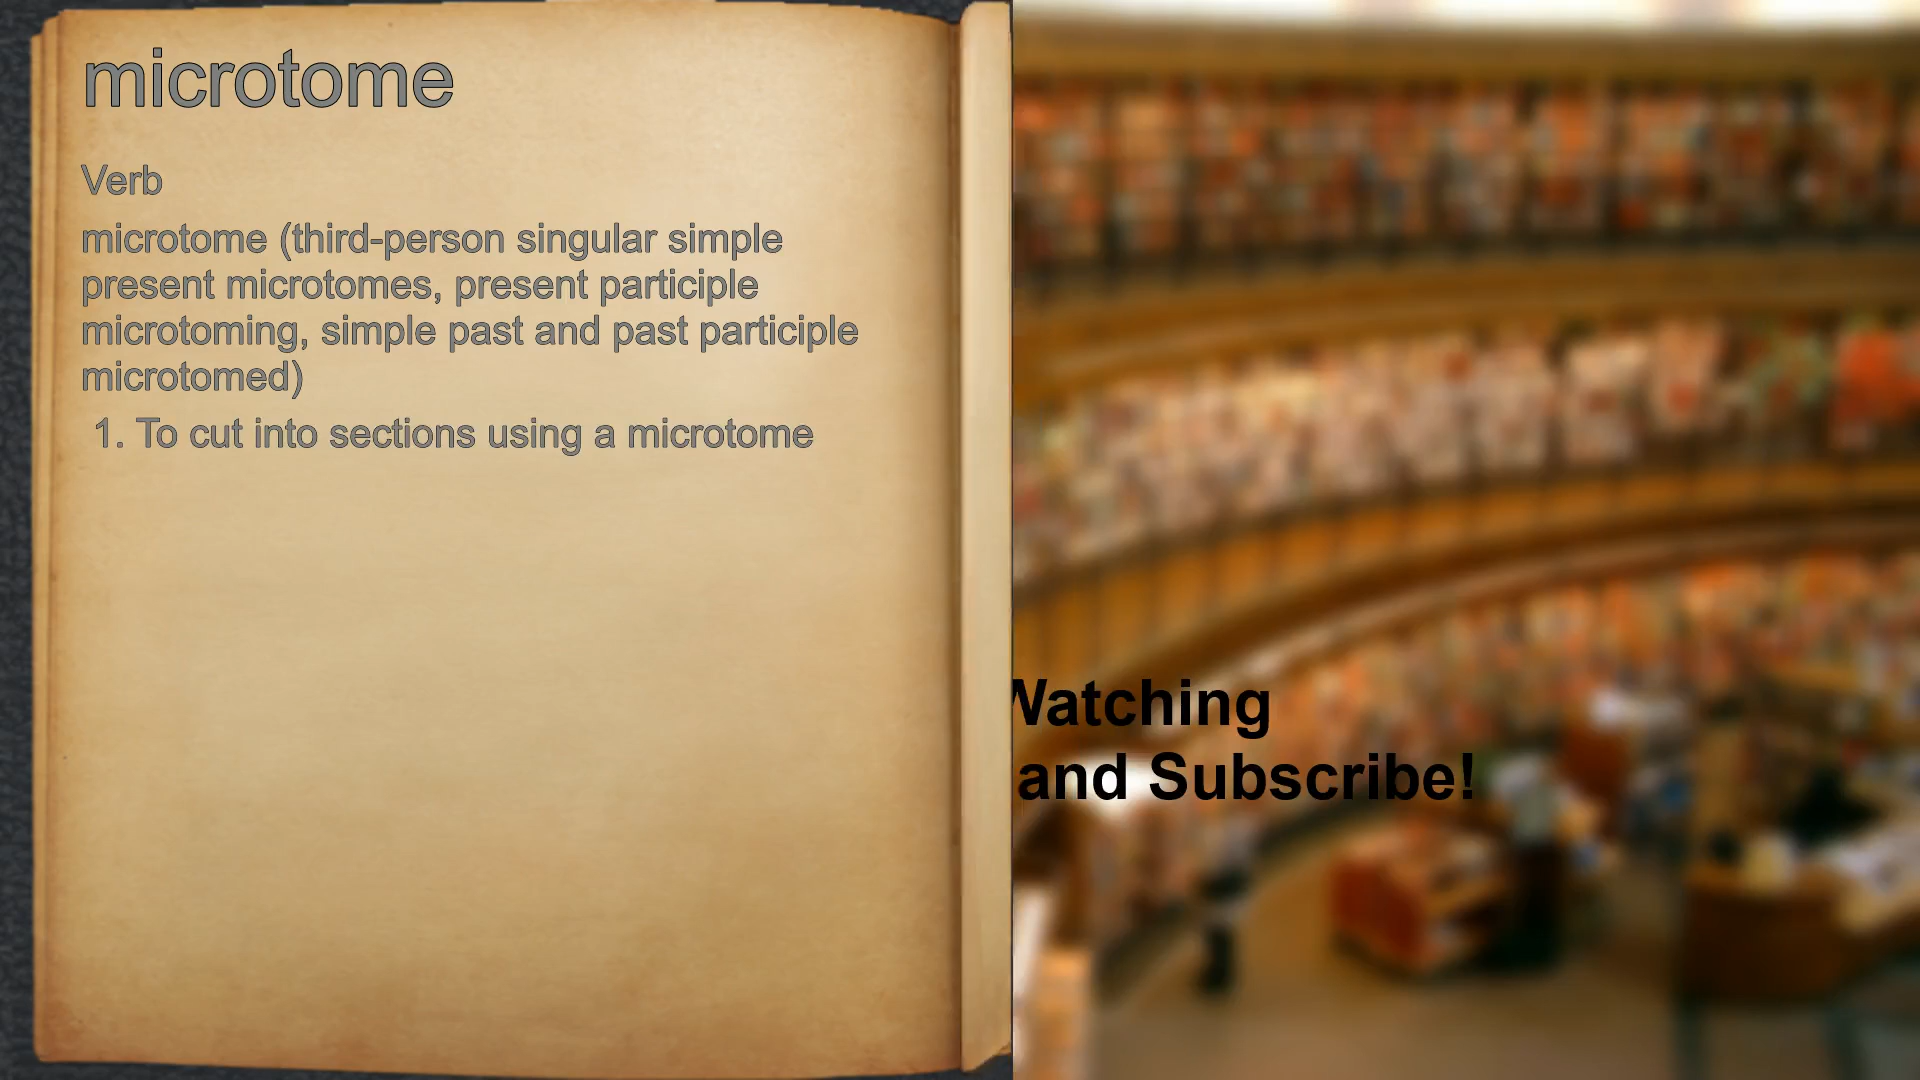 microtome
Verb
microtome (third-person singular simple
present microtomes, present participle
microtoming, simple past and past participle
microtomed)
1. To cut into sections using a microtome
Watching
and Subscribe!